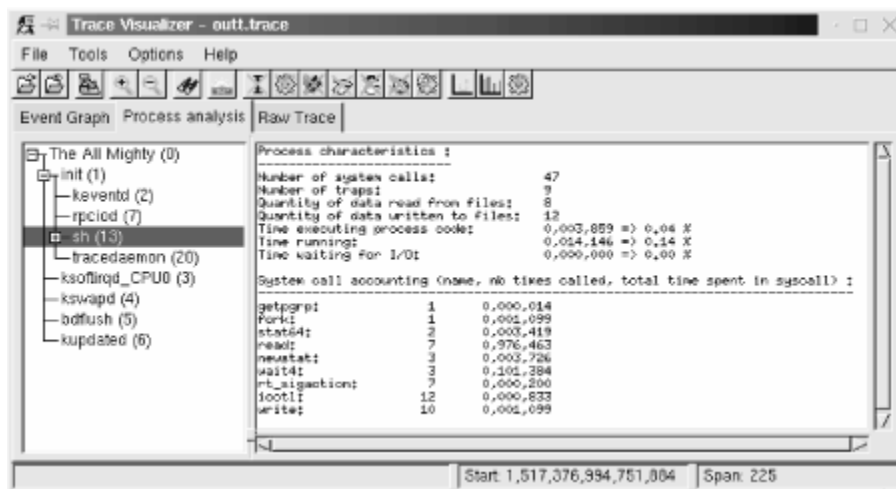 Trace Visualizer - outt.trace
File Tools Options Help
Event Graph Process analysis Raw Trace
The All Mighty (0)
init (1)
keventd (2)
rpciod (7)
sh (13)
tracedaemon (20)
ksoftirqd_CPU0 (3)
kswapd (4)
bdflush (5)
kupdated (6)
Process characteristics :
Number of system calls: 47
Number of traps: 9
Quantity of data read from files: 8
Quantity of data written to files: 12
Time executing process code: 0,003,859 => 0.04 %
Time running: 0,014,146 => 0.14 %
Time waiting for I/O: 0,000,000 => 0.00 %
System call accounting (name, nb times called, total time spent in syscall) :
getpgrp: 1 0,000,014
fork: 1 0,001,099
stat64: 2 0,003,419
read: 7 0,976,463
newstat: 3 0,003,726
wait4: 3 0,101,384
rt_sigaction: 7 0,000,200
ioctl: 12 0,000,833
write: 10 0,001,099
Start: 1,517,376,994,751,884 Span: 225